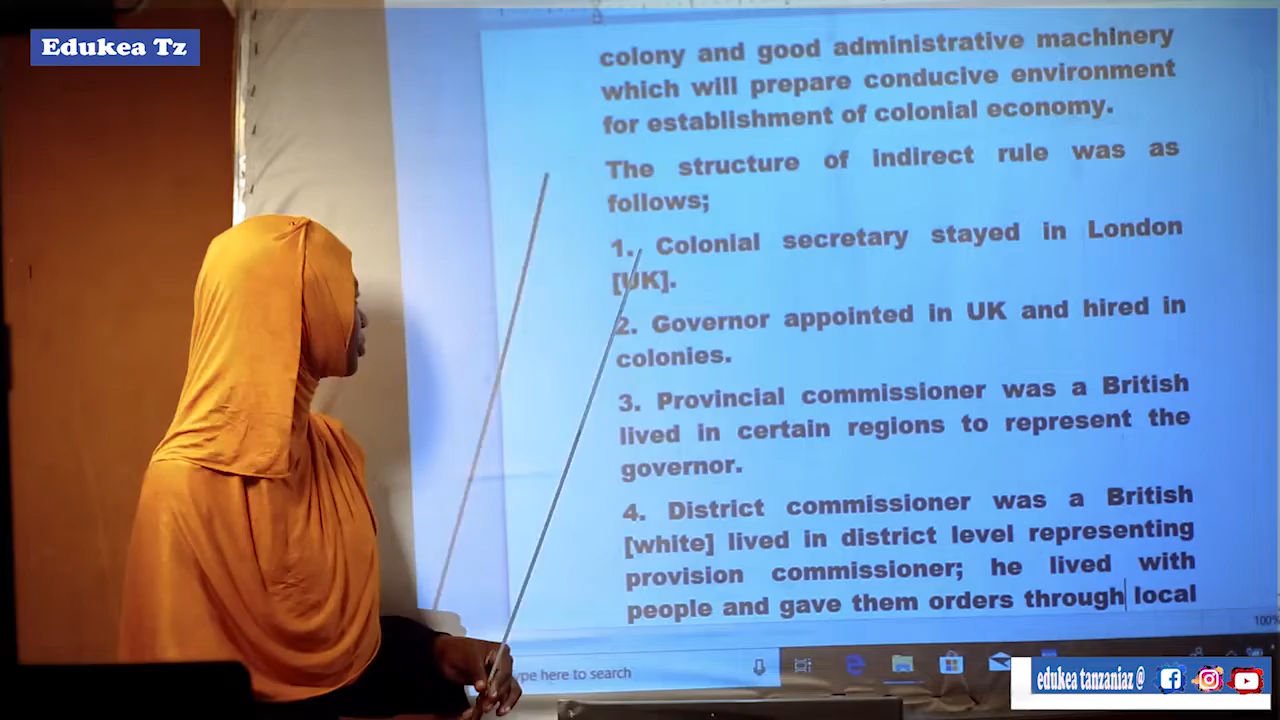 Edukea Tz
colony and good administrative machinery
which will prepare conducive environment
for establishment of colonial economy.
The structure of indirect rule was as
follows;
1. Colonial secretary stayed in London
[UK].
2. Governor appointed in UK and hired in
colonies.
3. Provincial commissioner was a British
lived in certain regions to represent the
governor.
4. District commissioner was a British
[white] lived in district level representing
provision commissioner; he lived with
people and gave them orders through local
100%
ype here to search
edukea tanzaniaz @